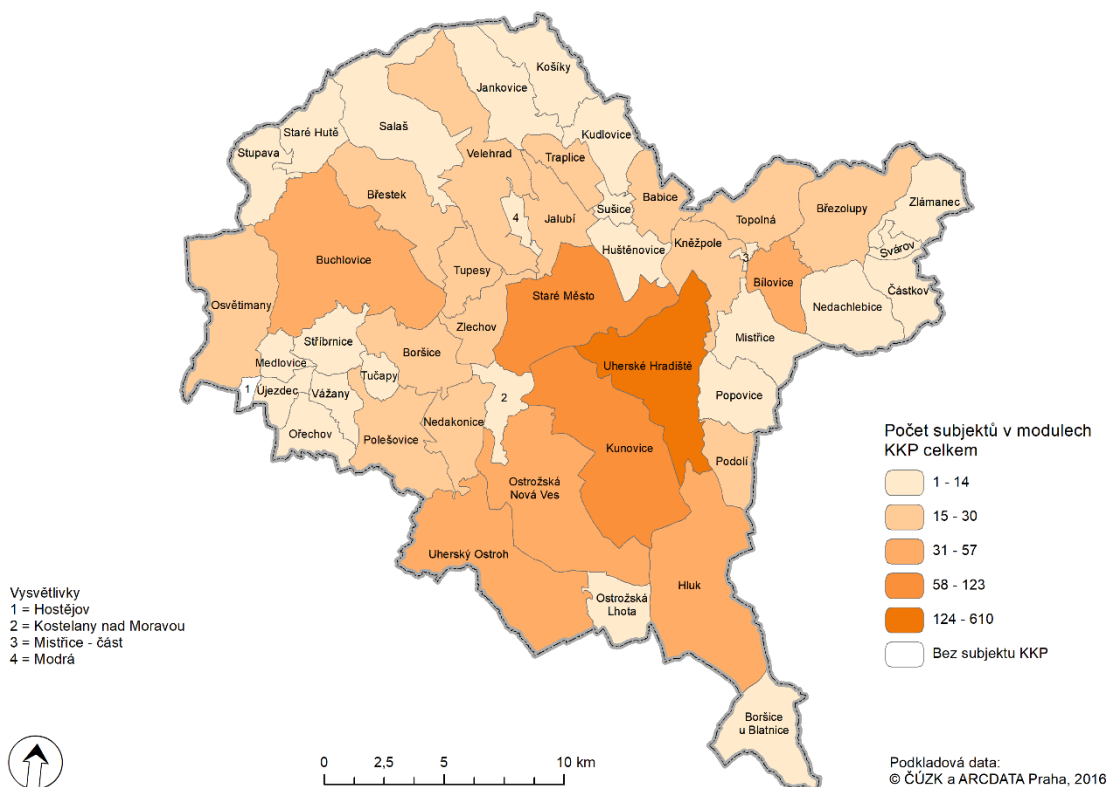 Košíky
Jankovice
Salaš
Staré Hutě
Kudlovice
Stupava
Velehrad
Traplice
Břestek
Babice
Zlámanec
Březolupy
Sušice
4
Jalubí
Topolná
Kněžpole
Huštěnovice
Svárov
3
Buchlovice
Tupesy
Bílovice
Částkov
Staré Město
Nedachlebice
Osvětimany
Zlechov
Mistřice
Stříbrnice
Boršice
Medlovice
Uherské Hradiště
Tučapy
1
Újezdec
Vážany
Popovice
2
Ořechov
Polešovice
Nedakonice
Kunovice
Podolí
Ostrožská
Nová Ves
Uherský Ostroh
Hluk
Ostrožská
Lhota
Boršice
u Blatnice
Počet subjektů v modulech
KKP celkem
1 - 14
15 - 30
31 - 57
58 - 123
124 - 610
Bez subjektu KKP
Vysvětlivky
1 = Hostějov
2 = Kostelany nad Moravou
3 = Mistřice - část
4 = Modrá
0 2,5 5 10 km
Podkladová data:
© ČÚZK a ARCDATA Praha, 2016